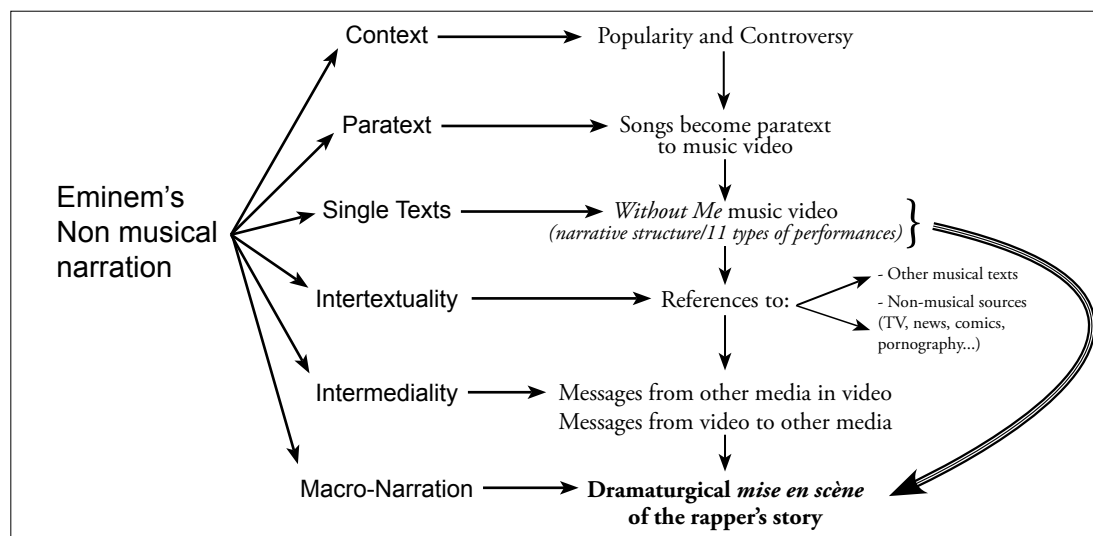 Context
Popularity and Controversy
Paratext
Songs become paratext
to music video
Eminem's
Non musical
narration
Single Texts
Without Me music video
(narrative structure/11 types of performances)
}
Intertextuality
References to:
- Other musical texts
- Non-musical sources
(TV, news, comics,
pornography...)
Intermediality
Messages from other media in video
Messages from video to other media
Macro-Narration
Dramaturgical mise en scène
of the rapper's story